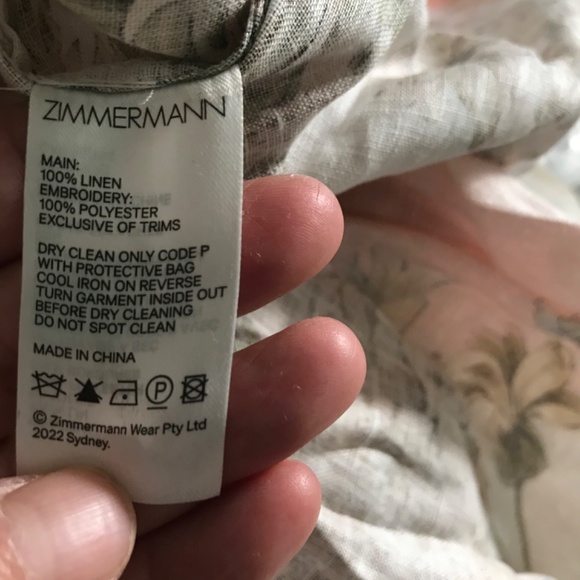 ZIMMERMANN
MAIN:
100% LINEN
EMBROIDERY:
100% POLYESTER
EXCLUSIVE OF TRIMS
DRY CLEAN ONLY CODE P
WITH PROTECTIVE BAG
COOL IRON ON REVERSE
TURN GARMENT INSIDE OUT
BEFORE DRY CLEANING
DO NOT SPOT CLEAN
MADE IN CHINA
P
© Zimmermann Wear Pty Ltd
2022 Sydney.